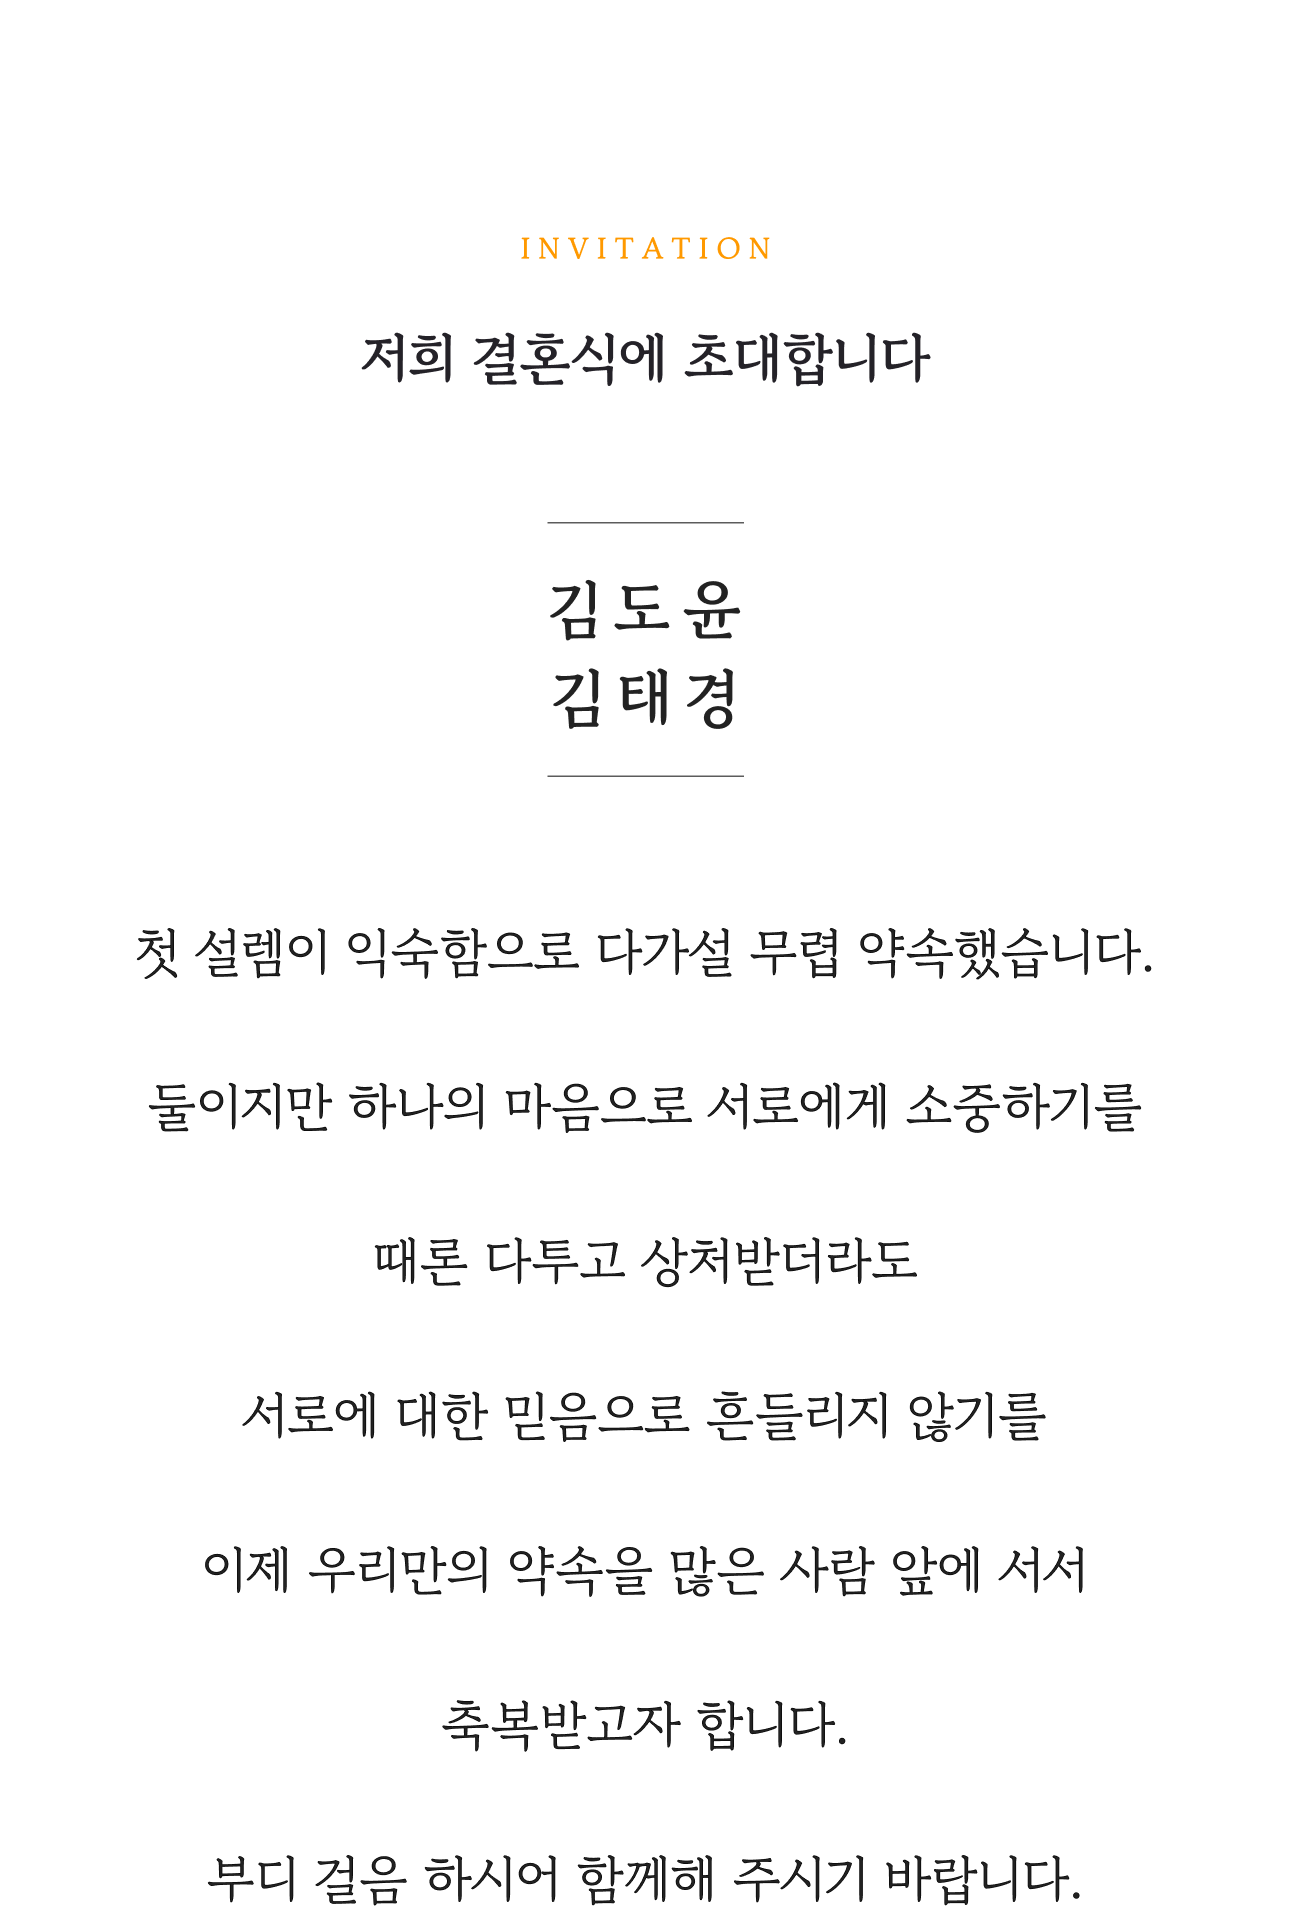 INVITATION
저희 결혼식에 초대합니다
김도윤
김태경
첫 설렘이 익숙함으로 다가설 무렵 약속했습니다.
둘이지만 하나의 마음으로 서로에게 소중하기를
때론 다투고 상처받더라도
서로에 대한 믿음으로 흔들리지 않기를
이제 우리만의 약속을 많은 사람 앞에 서서
축복받고자 합니다.
부디 걸음 하시어 함께해 주시기 바랍니다.